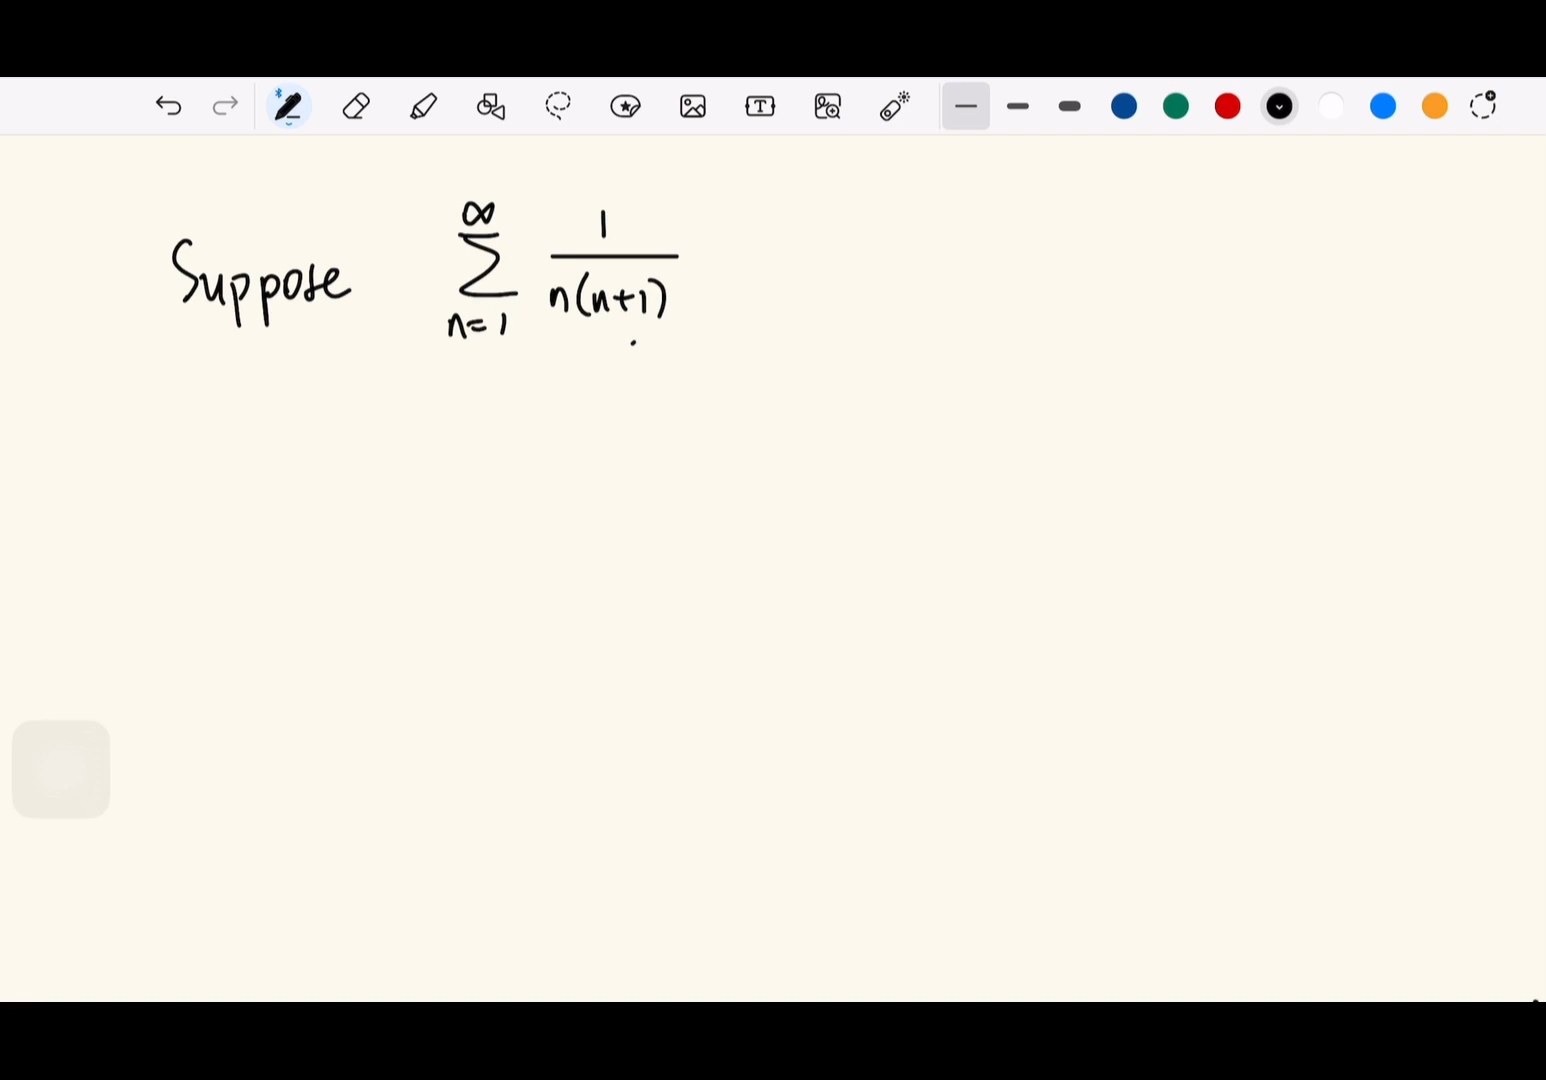 Suppose ∞ ∑ n=1 1/n(n+1)